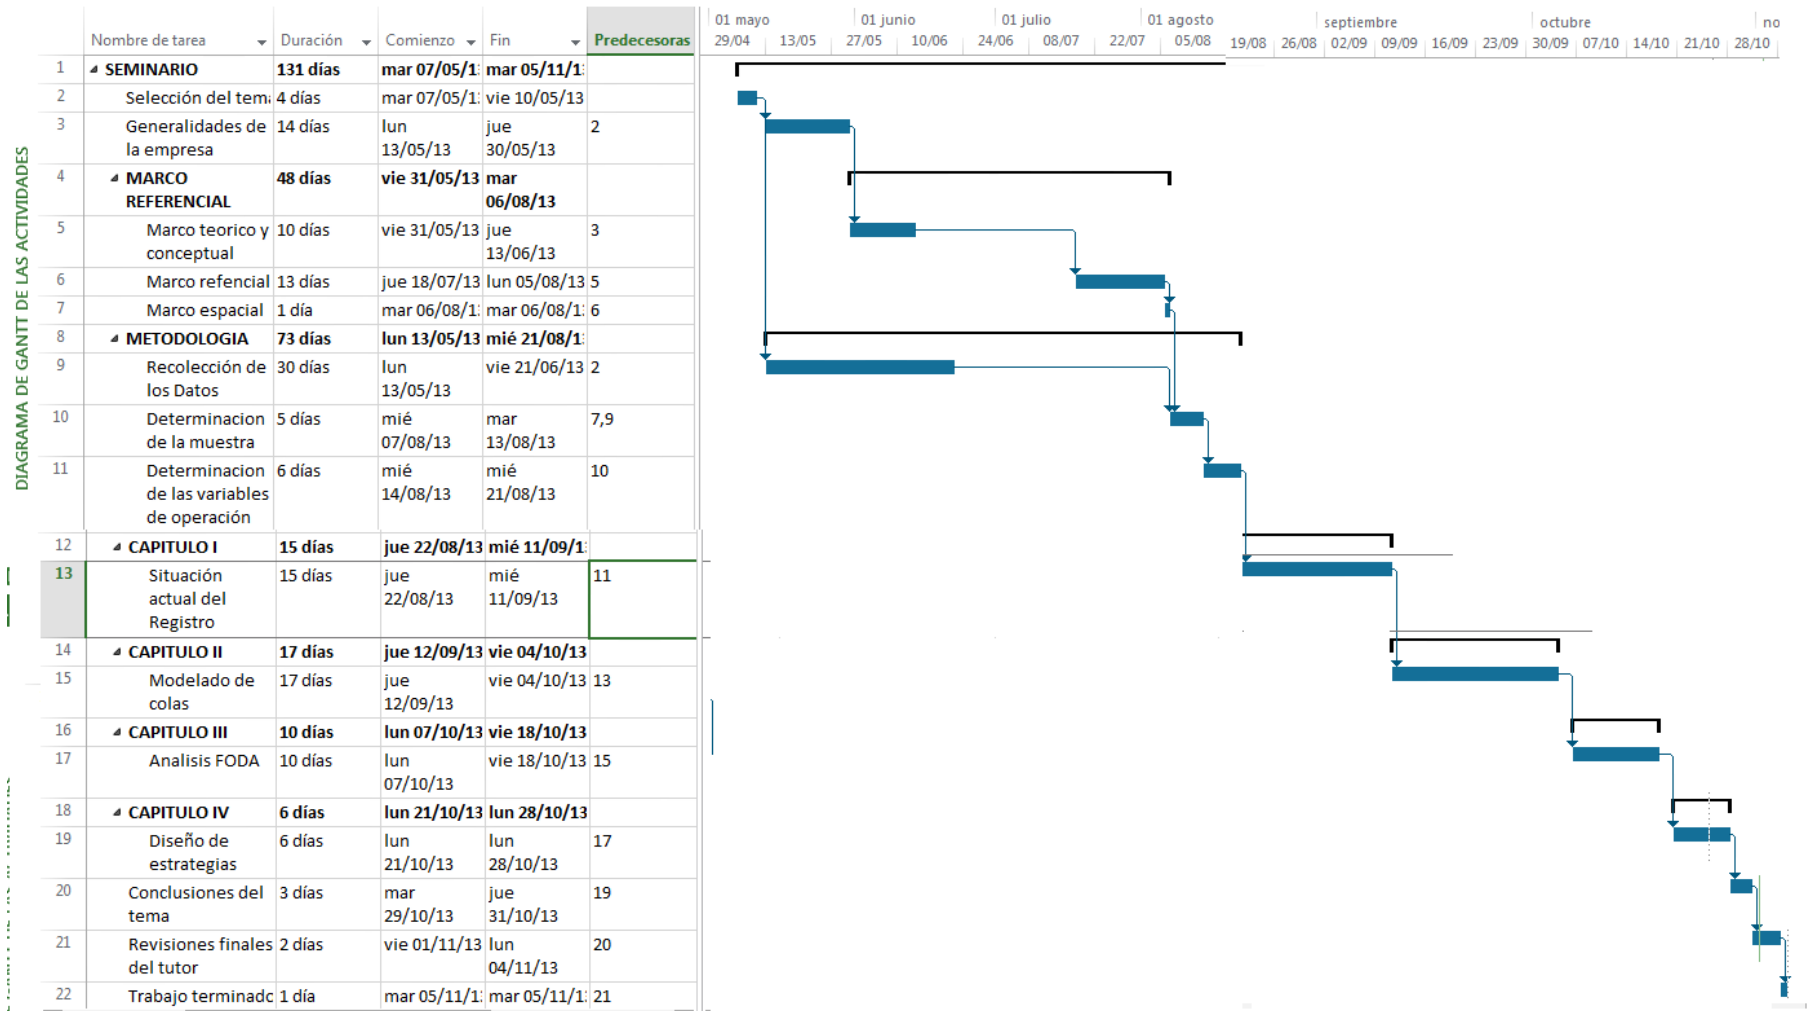 DIAGRAMA DE GANTT DE LAS ACTIVIDADES
Nombre de tarea Duración Comienzo Fin Predecesoras
01 mayo 01 junio 01 julio 01 agosto septiembre octubre no
29/04 13/05 27/05 10/06 24/06 08/07 22/07 05/08 19/08 26/08 02/09 09/09 16/09 23/09 30/09 07/10 14/10 21/10 28/10
1 SEMINARIO 131 días mar 07/05/1 mar 05/11/1
2 Selección del tema 4 días mar 07/05/1 vie 10/05/13
3 Generalidades de 14 días lun jue 2
la empresa 13/05/13 30/05/13
4 MARCO 48 días vie 31/05/13 mar
REFERENCIAL 06/08/13
5 Marco teorico y 10 días vie 31/05/13 jue 3
conceptual 13/06/13
6 Marco refencial 13 días jue 18/07/13 lun 05/08/13 5
7 Marco espacial 1 día mar 06/08/1 mar 06/08/1 6
8 METODOLOGIA 73 días lun 13/05/13 mié 21/08/1
9 Recolección de 30 días lun vie 21/06/13 2
los Datos 13/05/13
10 Determinacion 5 días mié mar 7,9
de la muestra 07/08/13 13/08/13
11 Determinacion 6 días mié mié 10
de las variables 14/08/13 21/08/13
de operación
12 CAPITULO I 15 días jue 22/08/13 mié 11/09/1
13 Situación 15 días jue mié 11
actual del 22/08/13 11/09/13
Registro
14 CAPITULO II 17 días jue 12/09/13 vie 04/10/13
15 Modelado de 17 días jue vie 04/10/13 13
colas 12/09/13
16 CAPITULO III 10 días lun 07/10/13 vie 18/10/13
17 Analisis FODA 10 días lun vie 18/10/13 15
07/10/13
18 CAPITULO IV 6 días lun 21/10/13 lun 28/10/13
19 Diseño de 6 días lun lun 17
estrategias 21/10/13 28/10/13
20 Conclusiones del 3 días mar jue 19
tema 29/10/13 31/10/13
21 Revisiones finales 2 días vie 01/11/13 lun 20
del tutor 04/11/13
22 Trabajo terminado 1 día mar 05/11/1 mar 05/11/1 21